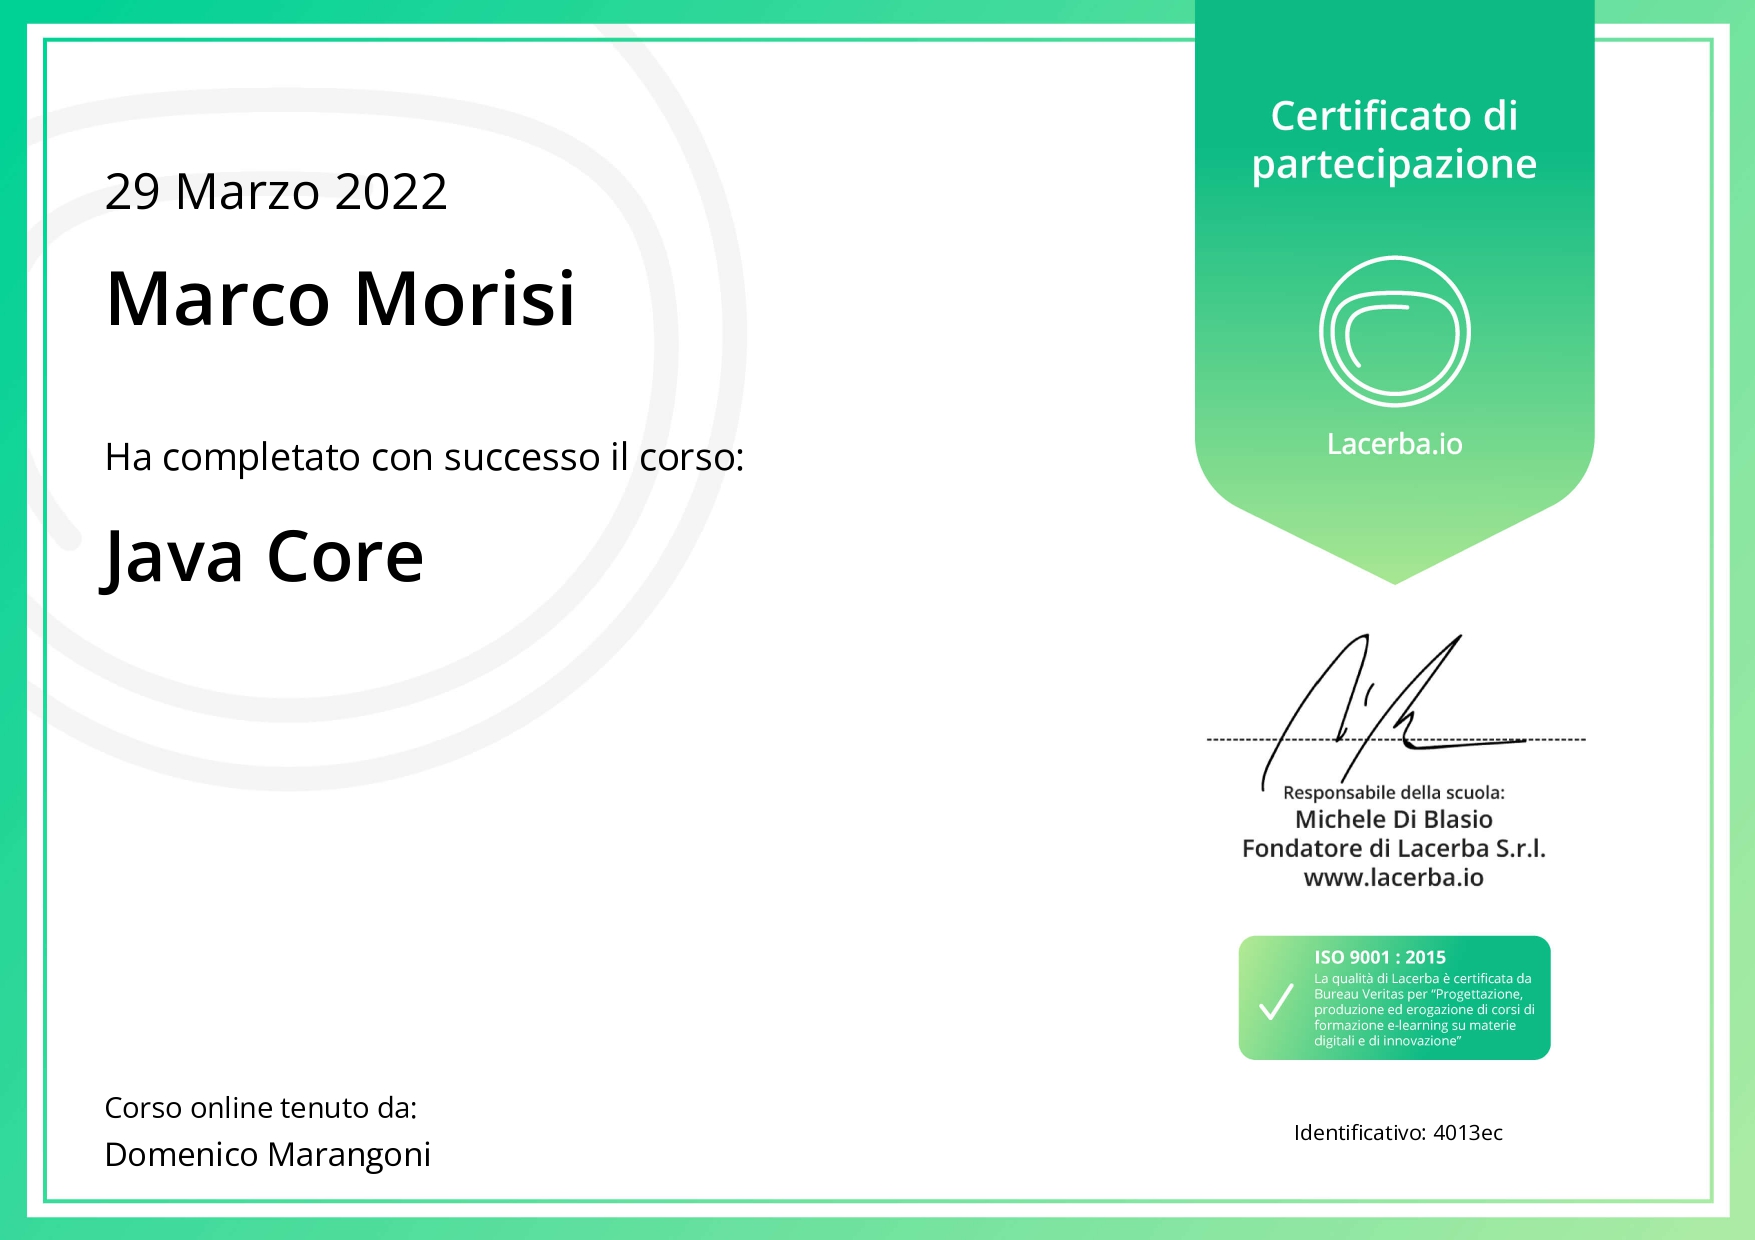 29 Marzo 2022
Marco Morisi
Ha completato con successo il corso:
Java Core
Corso online tenuto da:
Domenico Marangoni
Certificato di
partecipazione
Lacerba.io
Responsabile della scuola:
Michele Di Blasio
Fondatore di Lacerba S.r.l.
www.lacerba.io
ISO 9001 : 2015
La qualità di Lacerba è certificata da
Bureau Veritas per “Progettazione,
produzione ed erogazione di corsi di
formazione e-learning su materie
digitali e di innovazione”
Identificativo: 4013ec